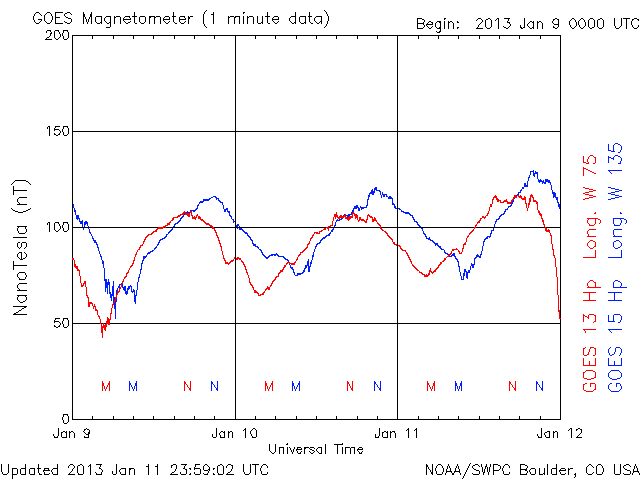 GOES Magnetometer (1 minute data)
Begin: 2013 Jan 9 0000 UTC
200
150
100
50
0
NanoTesla (nT)
M M N N M M N N M M N N
Jan 9 Jan 10 Jan 11 Jan 12
Universal Time
GOES 13 Hp Long. W 75
GOES 15 Hp Long. W 135
Updated 2013 Jan 11 23:59:02 UTC
NOAA/SWPC Boulder, CO USA